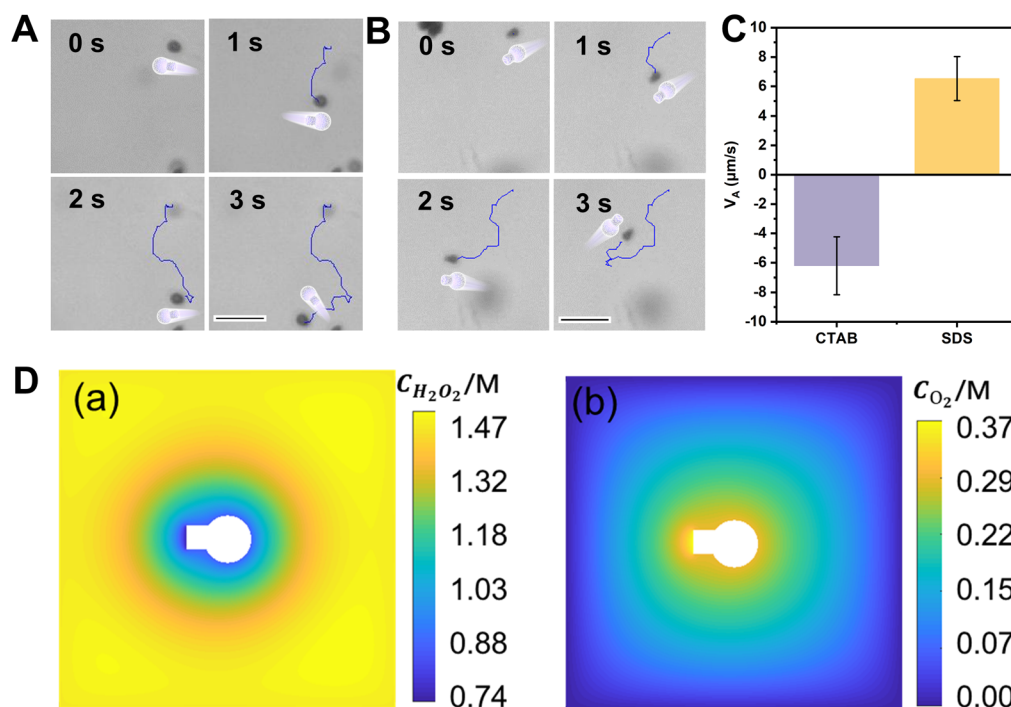 A
0 s
1 s
2 s
3 s
B
0 s
1 s
2 s
3 s
C
10
8
6
4
2
0
-2
-4
-6
-8
-10
V_A (µm/s)
CTAB
SDS
D
(a)
C_{H_2O_2}/M
1.47
1.32
1.18
1.03
0.88
0.74
(b)
C_{O_2}/M
0.37
0.29
0.22
0.15
0.07
0.00